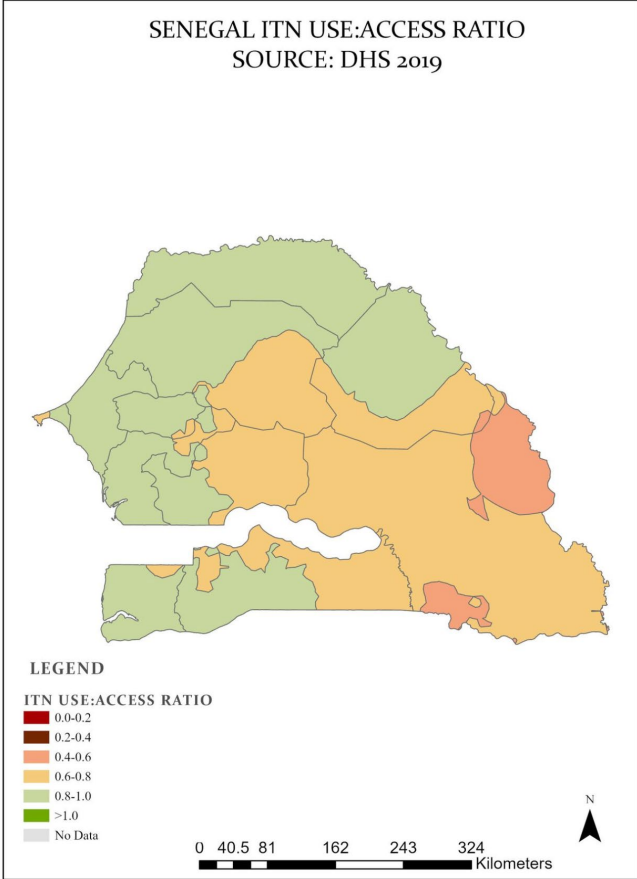 SENEGAL ITN USE:ACCESS RATIO
SOURCE: DHS 2019
LEGEND
ITN USE:ACCESS RATIO
0.0-0.2
0.2-0.4
0.4-0.6
0.6-0.8
0.8-1.0
>1.0
No Data
N
0 40.5 81 162 243 324
Kilometers